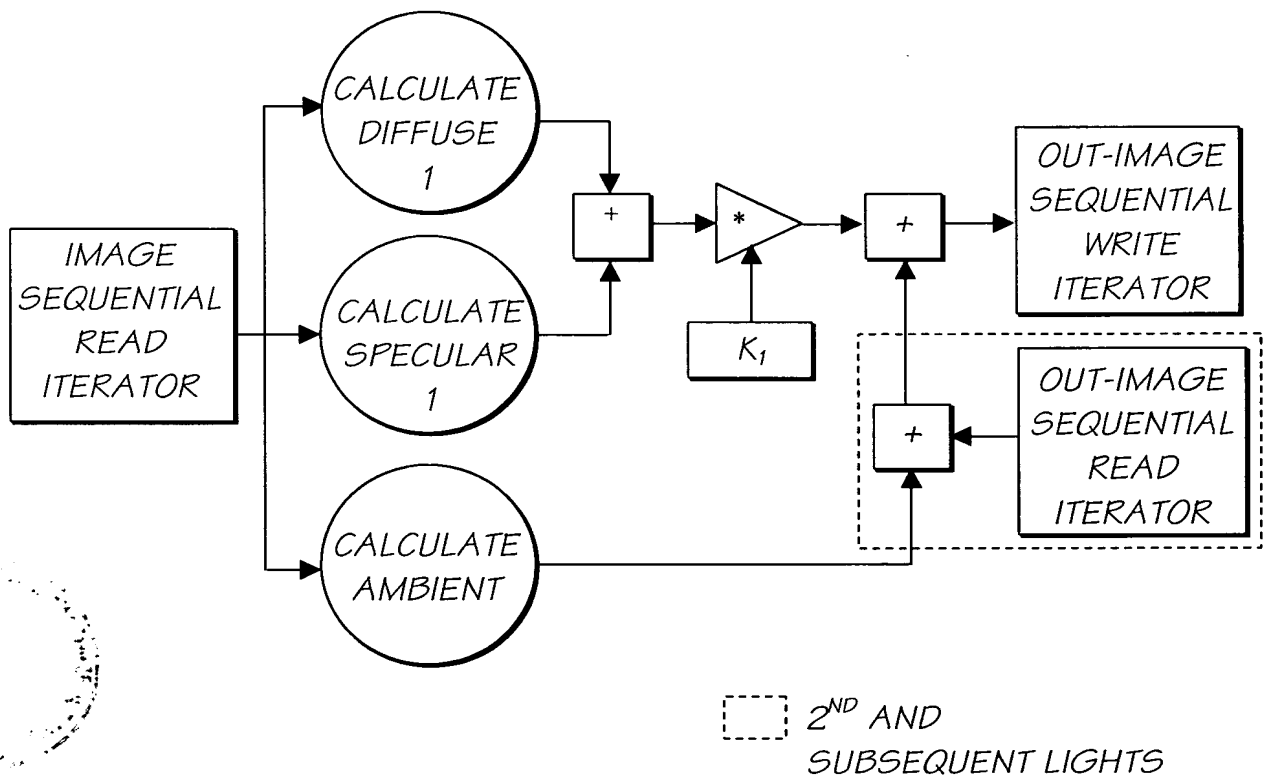 CALCULATE
DIFFUSE
1
OUT-IMAGE
SEQUENTIAL
WRITE
ITERATOR
+
*
+
IMAGE
SEQUENTIAL
READ
ITERATOR
CALCULATE
SPECULAR
1
K₁
OUT-IMAGE
SEQUENTIAL
READ
ITERATOR
+
CALCULATE
AMBIENT
2ᴺᴰ AND
SUBSEQUENT LIGHTS